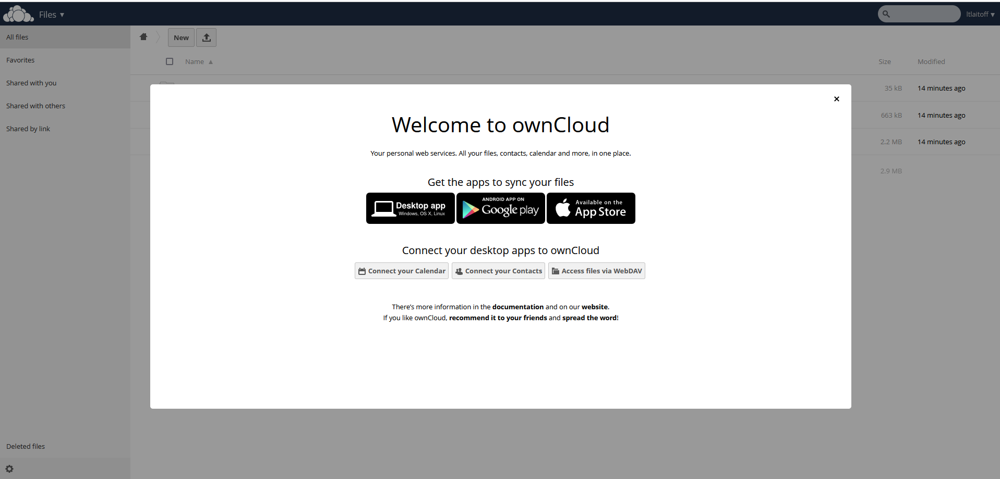 Files ▼
ltlaitoff ▼
All files
Favorites
Shared with you
Shared with others
Shared by link
Deleted files
New
Name ▲
Size
Modified
35 kB
14 minutes ago
663 kB
14 minutes ago
2.2 MB
14 minutes ago
2.9 MB
Welcome to ownCloud
Your personal web services. All your files, contacts, calendar and more, in one place.
Get the apps to sync your files
Desktop app
Windows, OS X, Linux
ANDROID APP ON
Google play
Available on the
App Store
Connect your desktop apps to ownCloud
Connect your Calendar
Connect your Contacts
Access files via WebDAV
There’s more information in the documentation and on our website.
If you like ownCloud, recommend it to your friends and spread the word!